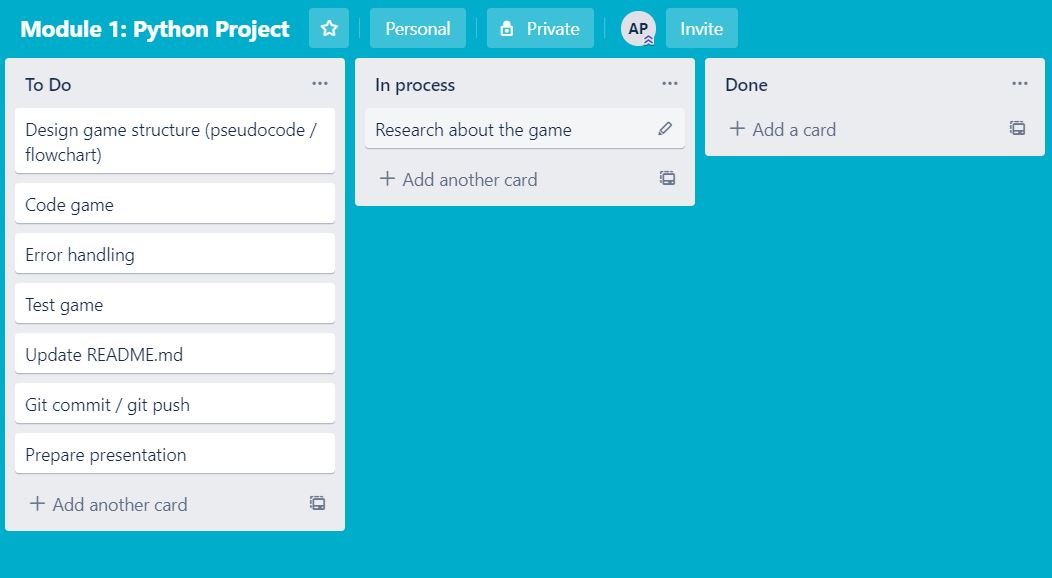 Module 1: Python Project
Personal
Private
AP
Invite
To Do
Design game structure (pseudocode /
flowchart)
Code game
Error handling
Test game
Update README.md
Git commit / git push
Prepare presentation
+ Add another card
In process
Research about the game
+ Add another card
Done
+ Add a card